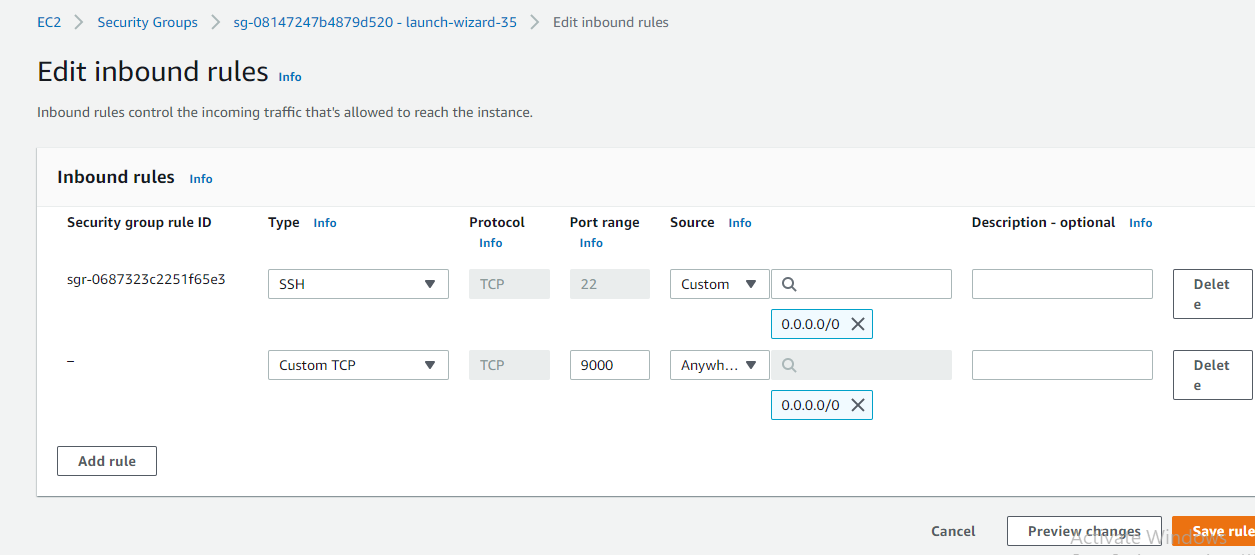 EC2 > Security Groups > sg-08147247b4879d520 - launch-wizard-35 > Edit inbound rules
Edit inbound rules Info
Inbound rules control the incoming traffic that's allowed to reach the instance.
Inbound rules Info
Security group rule ID Type Info Protocol Info Port range Info Source Info Description - optional Info
sgr-0687323c2251f65e3 SSH TCP 22 Custom Delet
e
0.0.0.0/0
– Custom TCP TCP 9000 Anywh... Delet
e
0.0.0.0/0
Add rule
Cancel Preview changes Save rule
Activate Windows